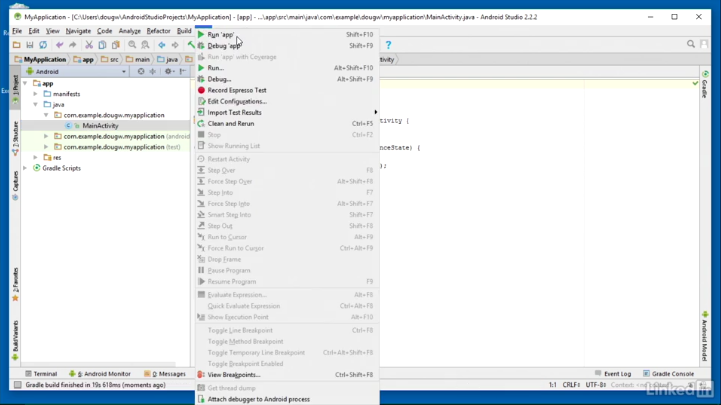 MyApplication - [C:\Users\dougw\AndroidStudioProjects\MyApplication] - [app] - ...\app\src\main\java\com\example\dougw\myapplication\MainActivity.java - Android Studio 2.2.2
File Edit View Navigate Code Analyze Refactor Build
MyApplication app src main java
tivity
Android
app
manifests
java
com.example.dougw.myapplication
MainActivity
com.example.dougw.myapplication (android
com.example.dougw.myapplication (test)
res
Gradle Scripts
1: Project
7: Structure
Captures
2: Favorites
Build Variants
Run 'app' Shift+F10
Debug 'app' Shift+F9
Run 'app' with Coverage
Run... Alt+Shift+F10
Debug... Alt+Shift+F9
Record Espresso Test
Edit Configurations...
Import Test Results
Clean and Rerun Ctrl+F5
Stop Ctrl+F2
Show Running List
Restart Activity
Step Over F8
Force Step Over Alt+Shift+F8
Step Into F7
Force Step Into Alt+Shift+F7
Smart Step Into Shift+F7
Step Out Shift+F8
Run to Cursor Alt+F9
Force Run to Cursor Ctrl+Alt+F9
Drop Frame
Pause Program
Resume Program F9
Evaluate Expression... Alt+F8
Quick Evaluate Expression Ctrl+Alt+F8
Show Execution Point Alt+F10
Toggle Line Breakpoint Ctrl+F8
Toggle Method Breakpoint
Toggle Temporary Line Breakpoint Ctrl+Alt+Shift+F8
Toggle Breakpoint Enabled
View Breakpoints... Ctrl+Shift+F8
Get thread dump
Attach debugger to Android process
tivity {
nceState) {
);
Gradle
Android Model
Terminal 6: Android Monitor 0: Messages
Event Log Gradle Console
Gradle build finished in 19s 618ms (moments ago)
1:1 CRLF÷ UTF-8÷ Context: <no context>
LinkedIn